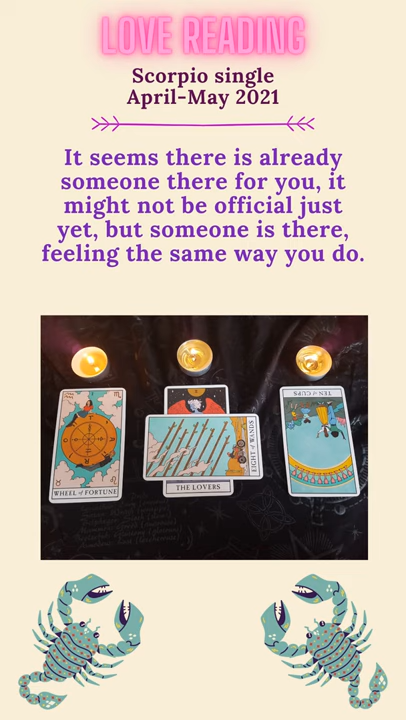 LOVE READING
Scorpio single
April-May 2021
It seems there is already
someone there for you, it
might not be official just
yet, but someone is there,
feeling the same way you do.
WHEEL of FORTUNE
THE LOVERS
EIGHT of WANDS
TEN of CUPS